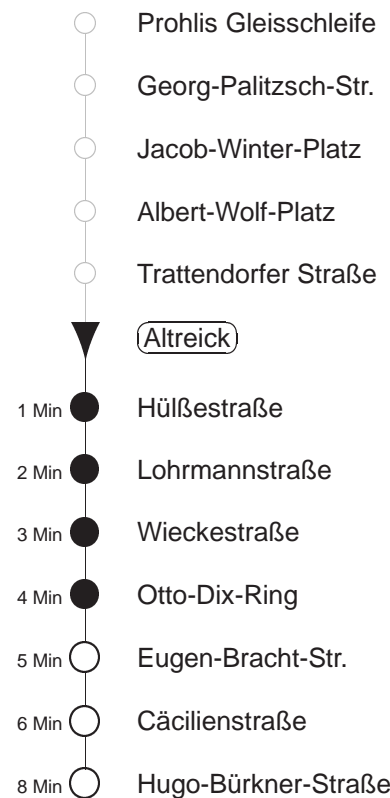 Prohlis Gleisschleife
Georg-Palitzsch-Str.
Jacob-Winter-Platz
Albert-Wolf-Platz
Trattendorfer Straße
Altreick
1 Min Hülßestraße
2 Min Lohrmannstraße
3 Min Wieckestraße
4 Min Otto-Dix-Ring
5 Min Eugen-Bracht-Str.
6 Min Cäcilienstraße
8 Min Hugo-Bürkner-Straße